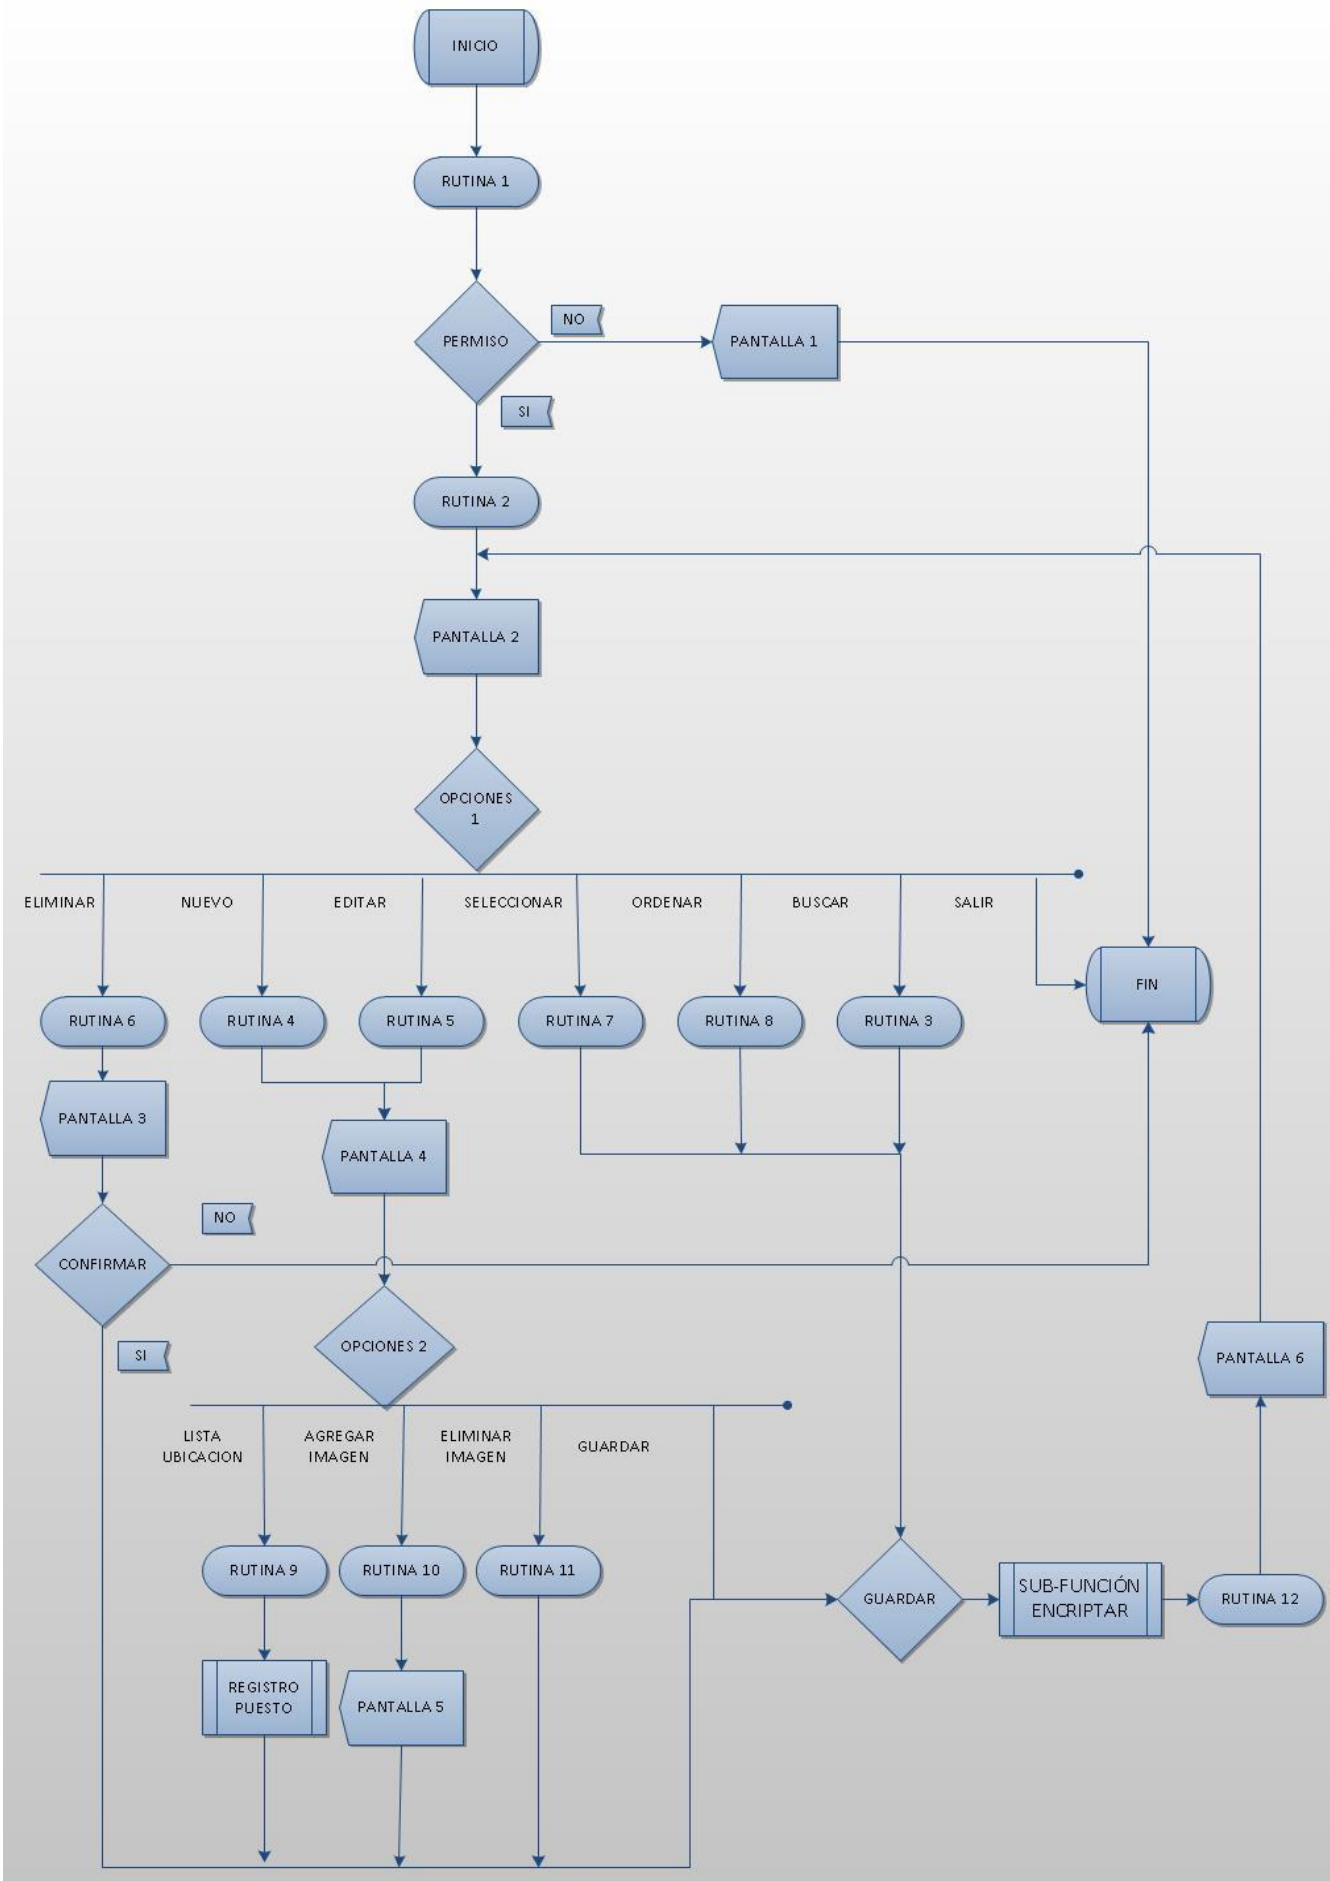 INICIO
RUTINA 1
PERMISO
NO
PANTALLA 1
SI
RUTINA 2
PANTALLA 2
OPCIONES
1
ELIMINAR
NUEVO
EDITAR
SELECCIONAR
ORDENAR
BUSCAR
SALIR
FIN
RUTINA 6
RUTINA 4
RUTINA 5
RUTINA 7
RUTINA 8
RUTINA 3
PANTALLA 3
PANTALLA 4
NO
CONFIRMAR
SI
OPCIONES 2
PANTALLA 6
LISTA
UBICACION
AGREGAR
IMAGEN
ELIMINAR
IMAGEN
GUARDAR
RUTINA 9
RUTINA 10
RUTINA 11
GUARDAR
SUB-FUNCIÓN
ENCRIPTAR
RUTINA 12
REGISTRO
PUESTO
PANTALLA 5